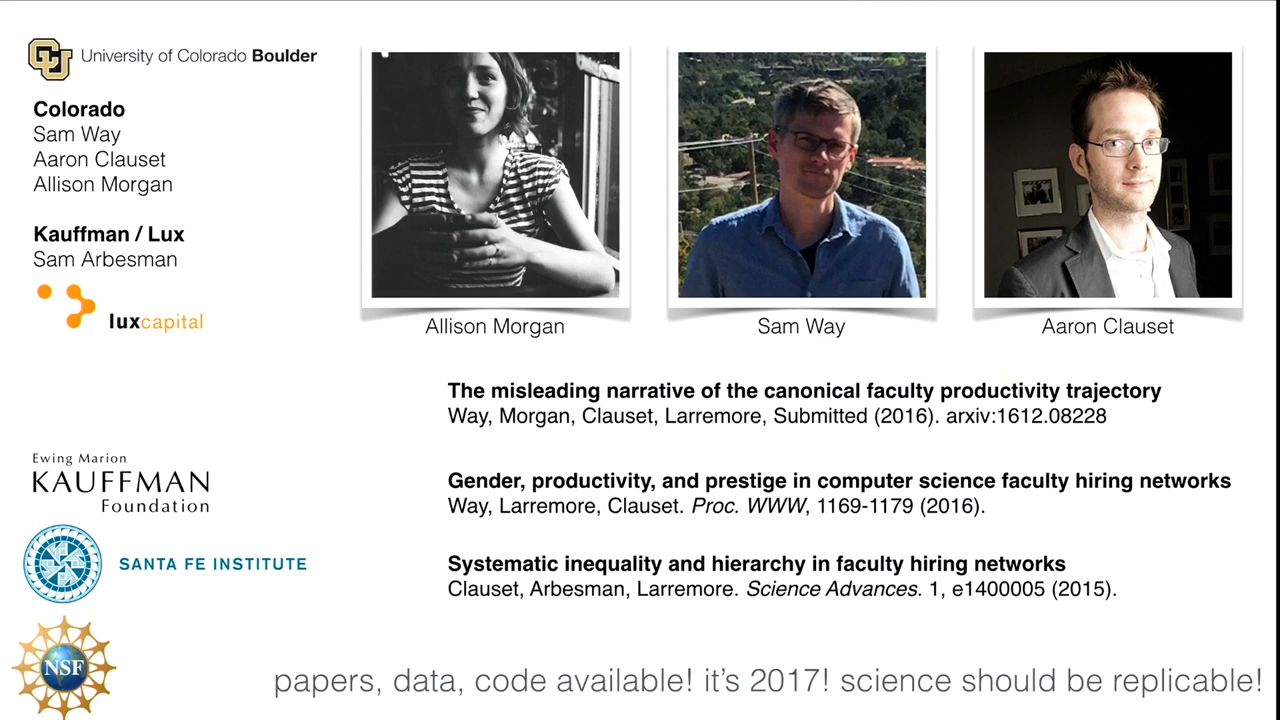 CU University of Colorado Boulder
Colorado
Sam Way
Aaron Clauset
Allison Morgan
Kauffman / Lux
Sam Arbesman
luxcapital
Allison Morgan
Sam Way
Aaron Clauset
The misleading narrative of the canonical faculty productivity trajectory
Way, Morgan, Clauset, Larremore, Submitted (2016). arxiv:1612.08228
Ewing Marion
KAUFFMAN
Foundation
Gender, productivity, and prestige in computer science faculty hiring networks
Way, Larremore, Clauset. Proc. WWW, 1169-1179 (2016).
SANTA FE INSTITUTE
Systematic inequality and hierarchy in faculty hiring networks
Clauset, Arbesman, Larremore. Science Advances. 1, e1400005 (2015).
NSF
papers, data, code available! it's 2017! science should be replicable!